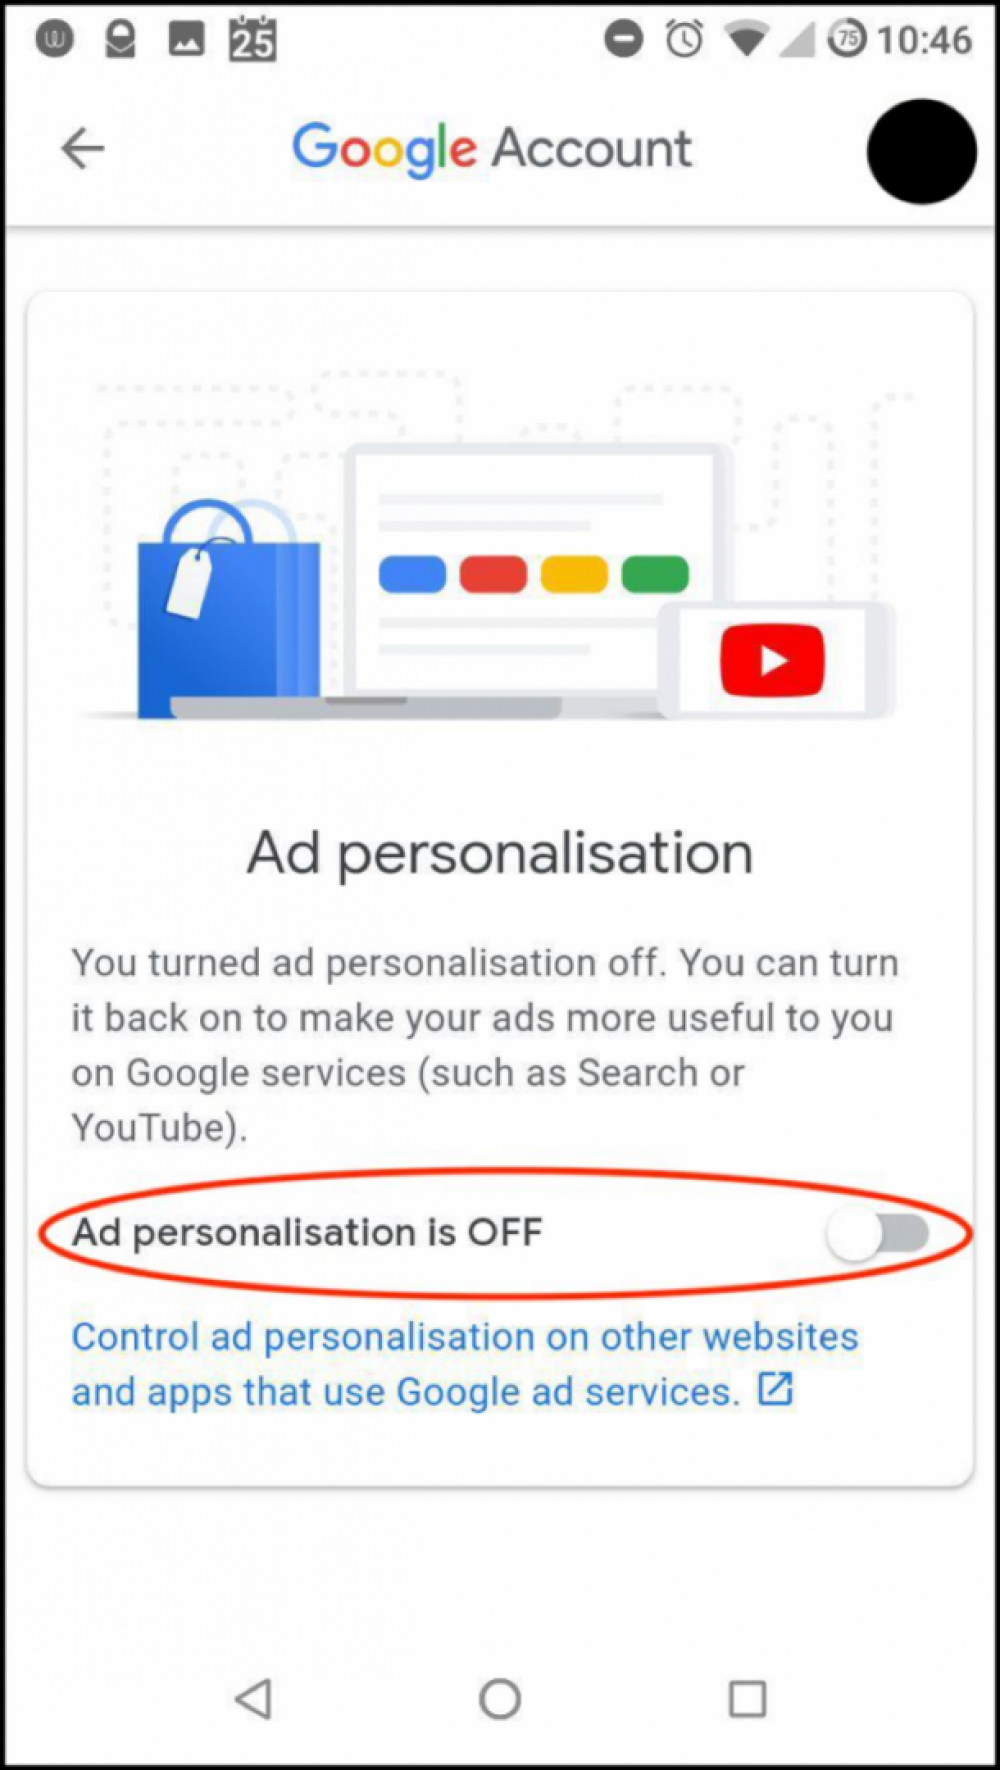 25 75 10:46
Google Account
Ad personalisation
You turned ad personalisation off. You can turn
it back on to make your ads more useful to you
on Google services (such as Search or
YouTube).
Ad personalisation is OFF
Control ad personalisation on other websites
and apps that use Google ad services.